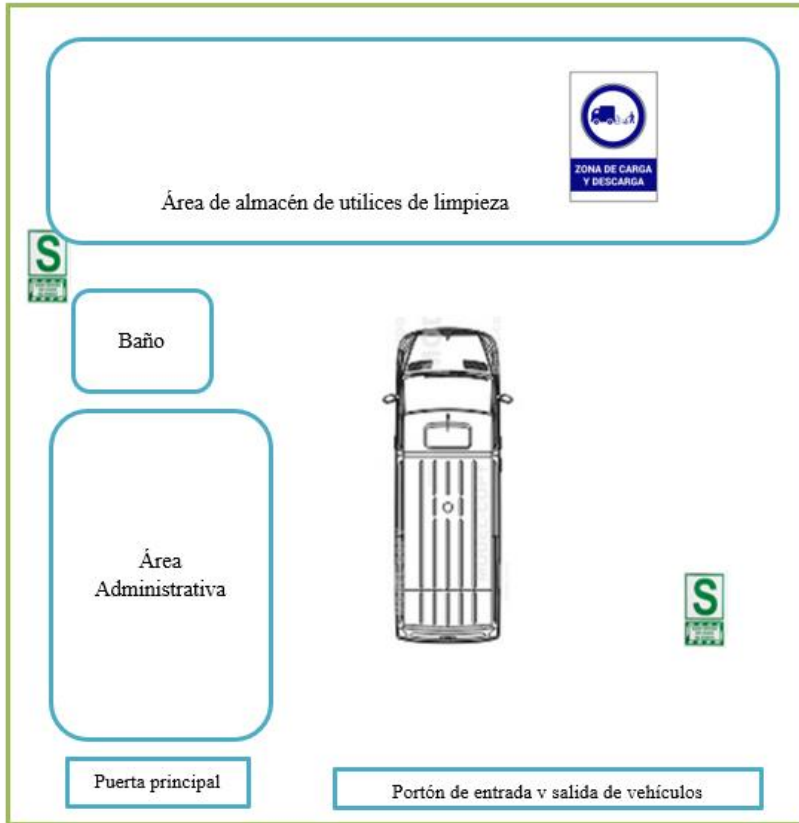 ZONA DE CARGA
Y DESCARGA
Área de almacén de utilices de limpieza
S
Baño
Área
Administrativa
S
Puerta principal
Portón de entrada y salida de vehículos